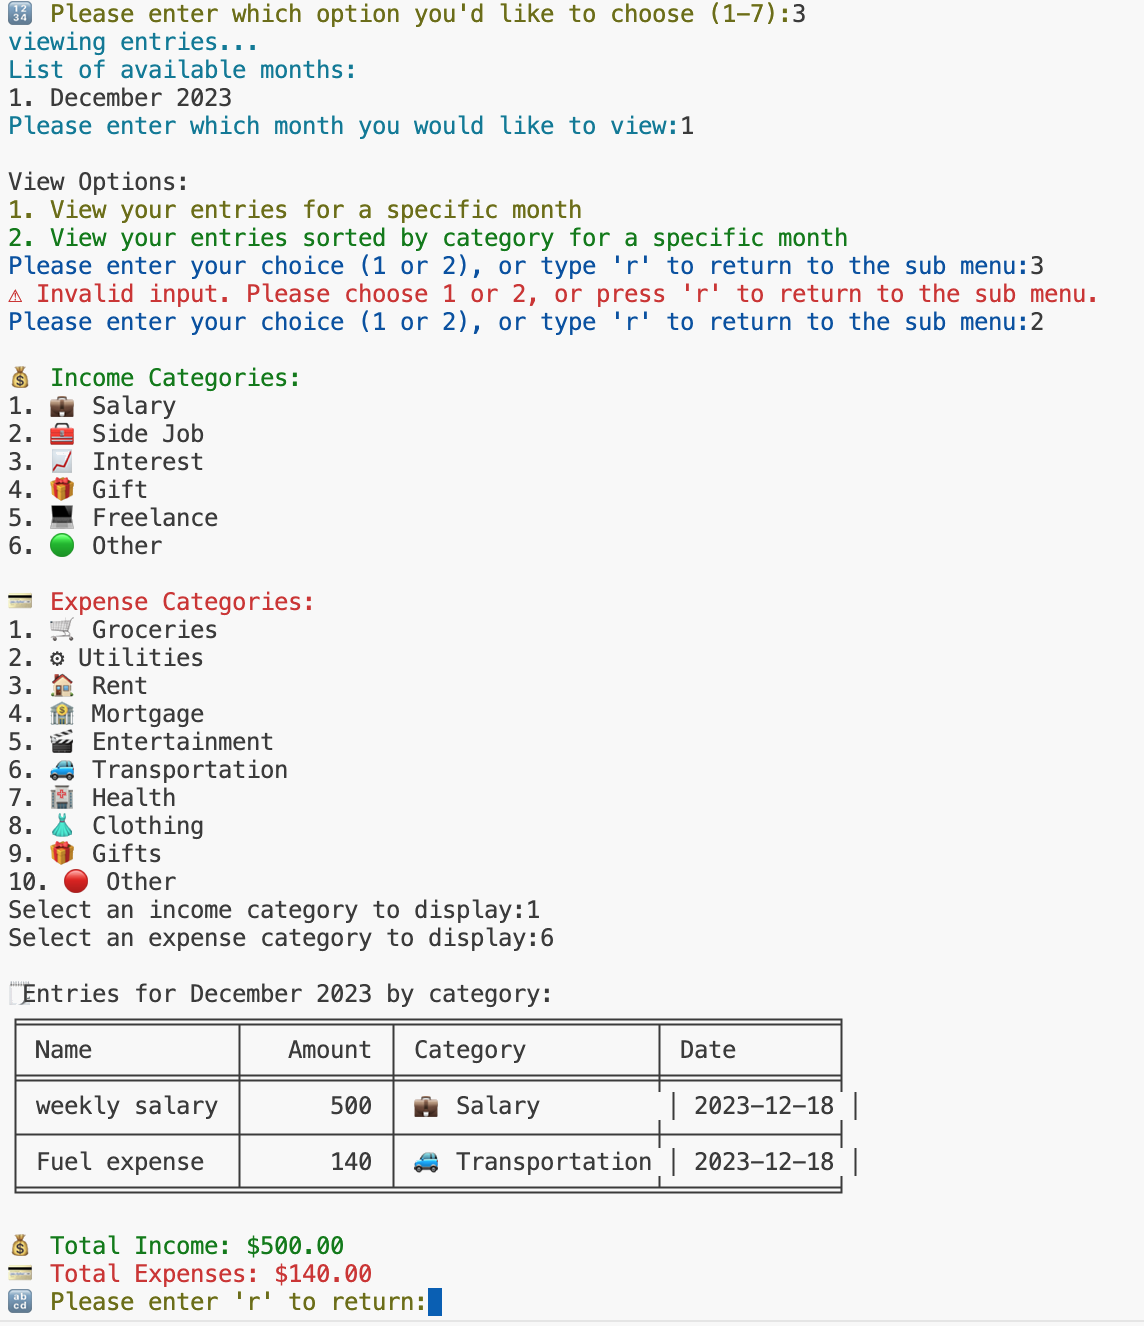 🔢 Please enter which option you'd like to choose (1-7):3
viewing entries...
List of available months:
1. December 2023
Please enter which month you would like to view:1
View Options:
1. View your entries for a specific month
2. View your entries sorted by category for a specific month
Please enter your choice (1 or 2), or type 'r' to return to the sub menu:3
⚠ Invalid input. Please choose 1 or 2, or press 'r' to return to the sub menu.
Please enter your choice (1 or 2), or type 'r' to return to the sub menu:2
💰 Income Categories:
1. 💼 Salary
2. 🧰 Side Job
3. 📈 Interest
4. 🎁 Gift
5. 💻 Freelance
6. 🟢 Other
💳 Expense Categories:
1. 🛒 Groceries
2. ⚙ Utilities
3. 🏠 Rent
4. 🏦 Mortgage
5. 🎬 Entertainment
6. 🚙 Transportation
7. 🏥 Health
8. 👗 Clothing
9. 🎁 Gifts
10. 🔴 Other
Select an income category to display:1
Select an expense category to display:6
🗒 Entries for December 2023 by category:
Name Amount Category Date
weekly salary 500 💼 Salary | 2023-12-18 |
Fuel expense 140 🚙 Transportation | 2023-12-18 |
💰 Total Income: $500.00
💳 Total Expenses: $140.00
🔡 Please enter 'r' to return: